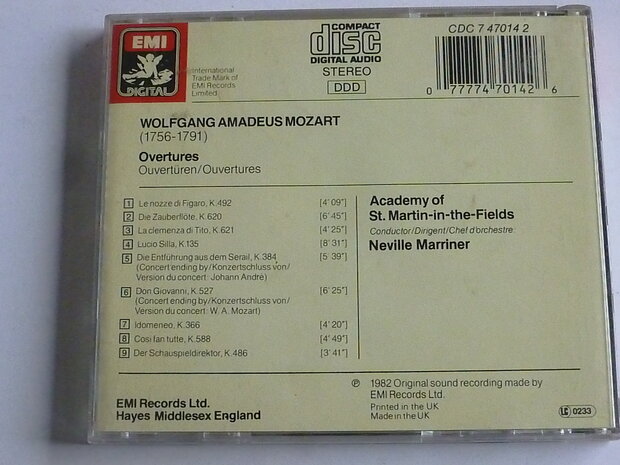 EMI
DIGITAL
International
Trade Mark of
EMI Records
Limited
COMPACT
disc
DIGITAL AUDIO
STEREO
DDD
CDC 7 47014 2
0 77774 70142 6
WOLFGANG AMADEUS MOZART
(1756-1791)
Overtures
Ouvertüren/Ouvertures
1 Le nozze di Figaro, K.492 [4'09"]
2 Die Zauberflöte, K.620 [6'45"]
3 La clemenza di Tito, K.621 [4'25"]
4 Lucio Silla, K.135 [8'31"]
5 Die Entführung aus dem Serail, K.384 [5 39"]
(Concert ending by/Konzertschluss von/
Version du concert: Johann André)
6 Don Giovanni, K.527 [6'25"]
(Concert ending by/Konzertschluss von/
Version du concert: W. A. Mozart)
7 Idomeneo, K.366 [4'20"]
8 Così fan tutte, K.588 [4'49"]
9 Der Schauspieldirektor, K.486 [3'41"]
Academy of
St. Martin-in-the-Fields
Conductor/Dirigent/Chef d'orchestre:
Neville Marriner
℗ 1982 Original sound recording made by
EMI Records Ltd.
Printed in the UK
Made in the UK
EMI Records Ltd.
Hayes Middlesex England
LC 0233